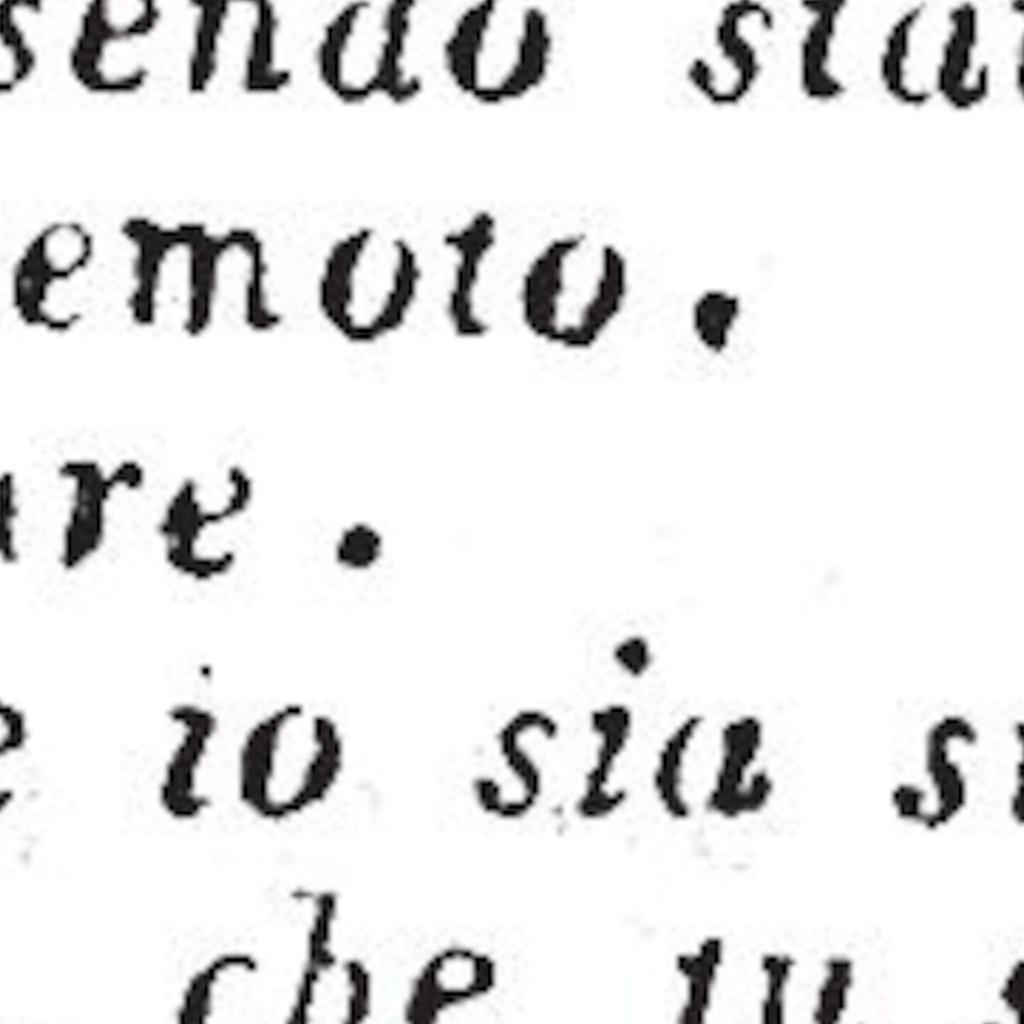 sendo sta
emoto.
re.
e io sia s
che tu